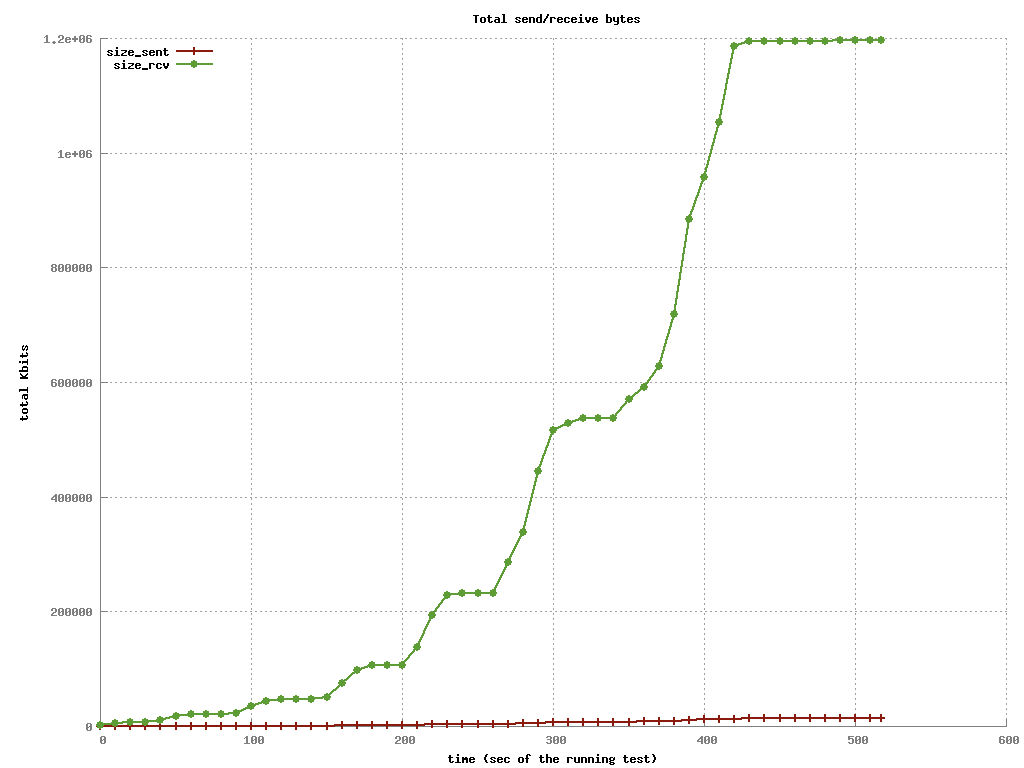 Total send/receive bytes
1.2e+06
size_sent
size_rcv
1e+06
800000
600000
total Kbits
400000
200000
0
0 100 200 300 400 500 600
time (sec of the running test)